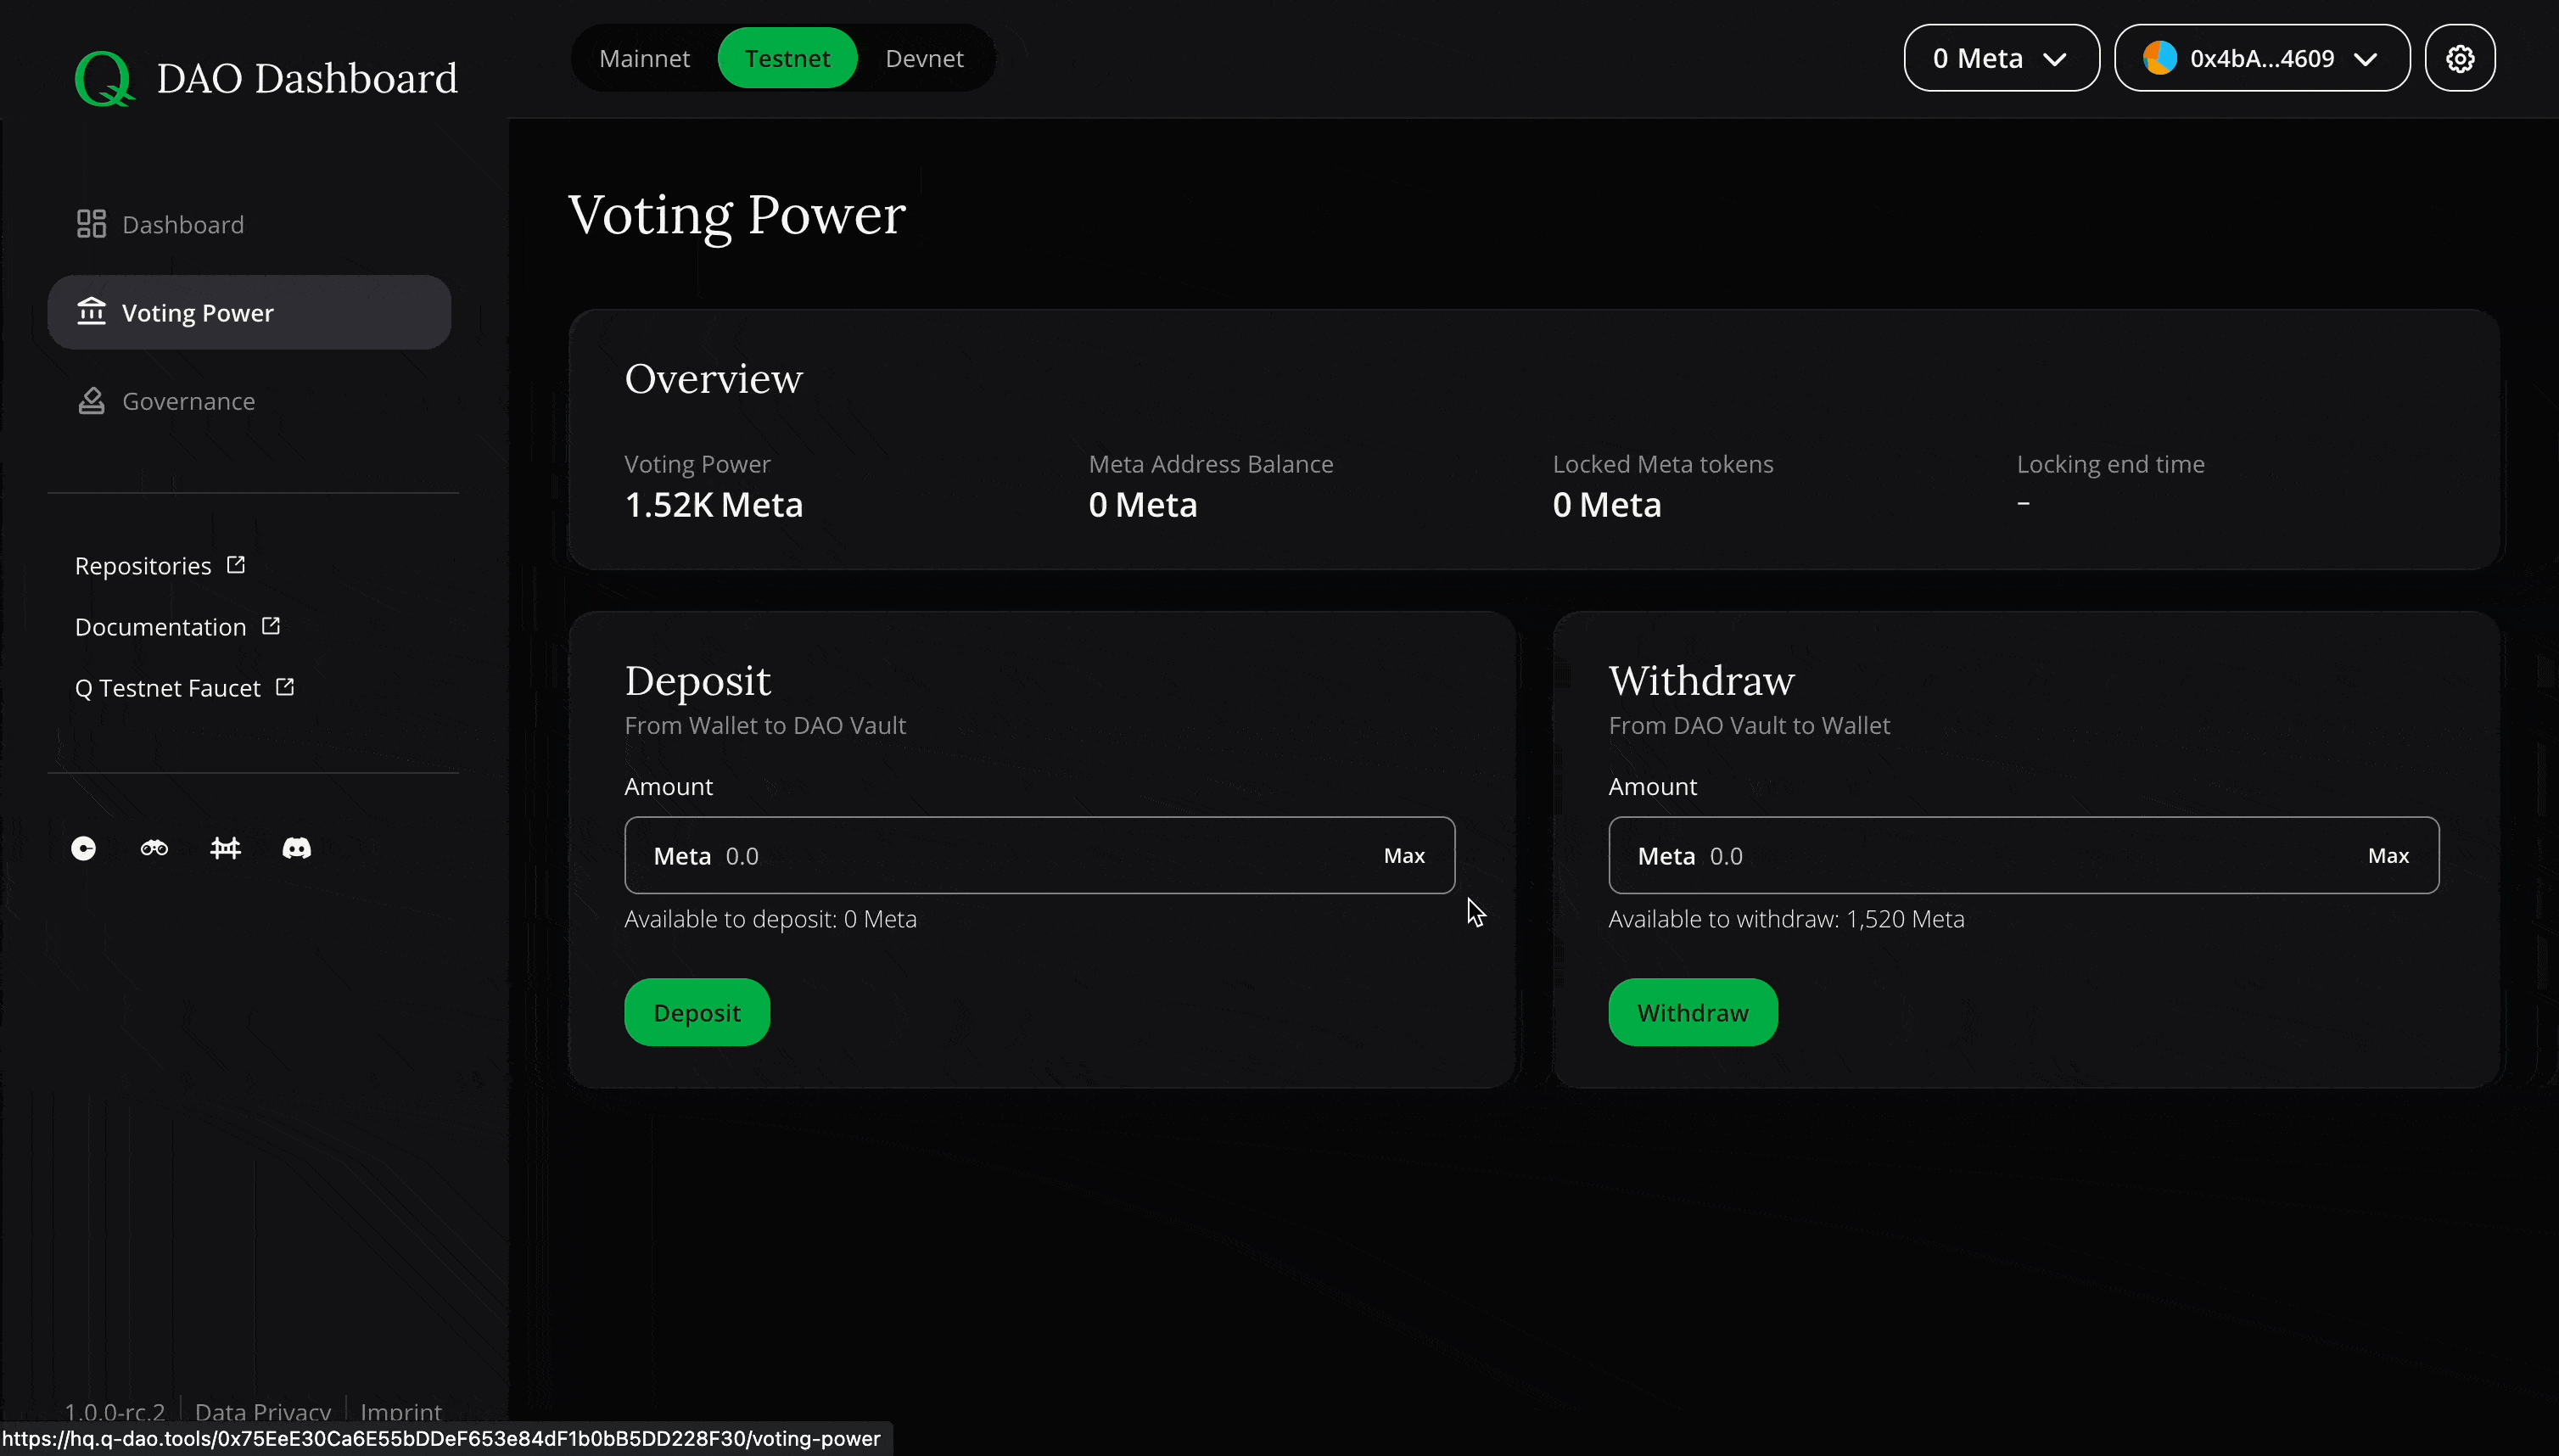 DAO Dashboard
Mainnet Testnet Devnet
0 Meta
0x4bA...4609
Dashboard
Voting Power
Governance
Repositories
Documentation
Q Testnet Faucet
1.0.0-rc.2 Data Privacy Imprint
Voting Power
Overview
Voting Power Meta Address Balance Locked Meta tokens Locking end time
1.52K Meta 0 Meta 0 Meta –
Deposit
From Wallet to DAO Vault
Amount
Meta 0.0 Max
Available to deposit: 0 Meta
Deposit
Withdraw
From DAO Vault to Wallet
Amount
Meta 0.0 Max
Available to withdraw: 1,520 Meta
Withdraw
https://hq.q-dao.tools/0x75EeE30Ca6E55bDDeF653e84dF1b0bB5DD228F30/voting-power